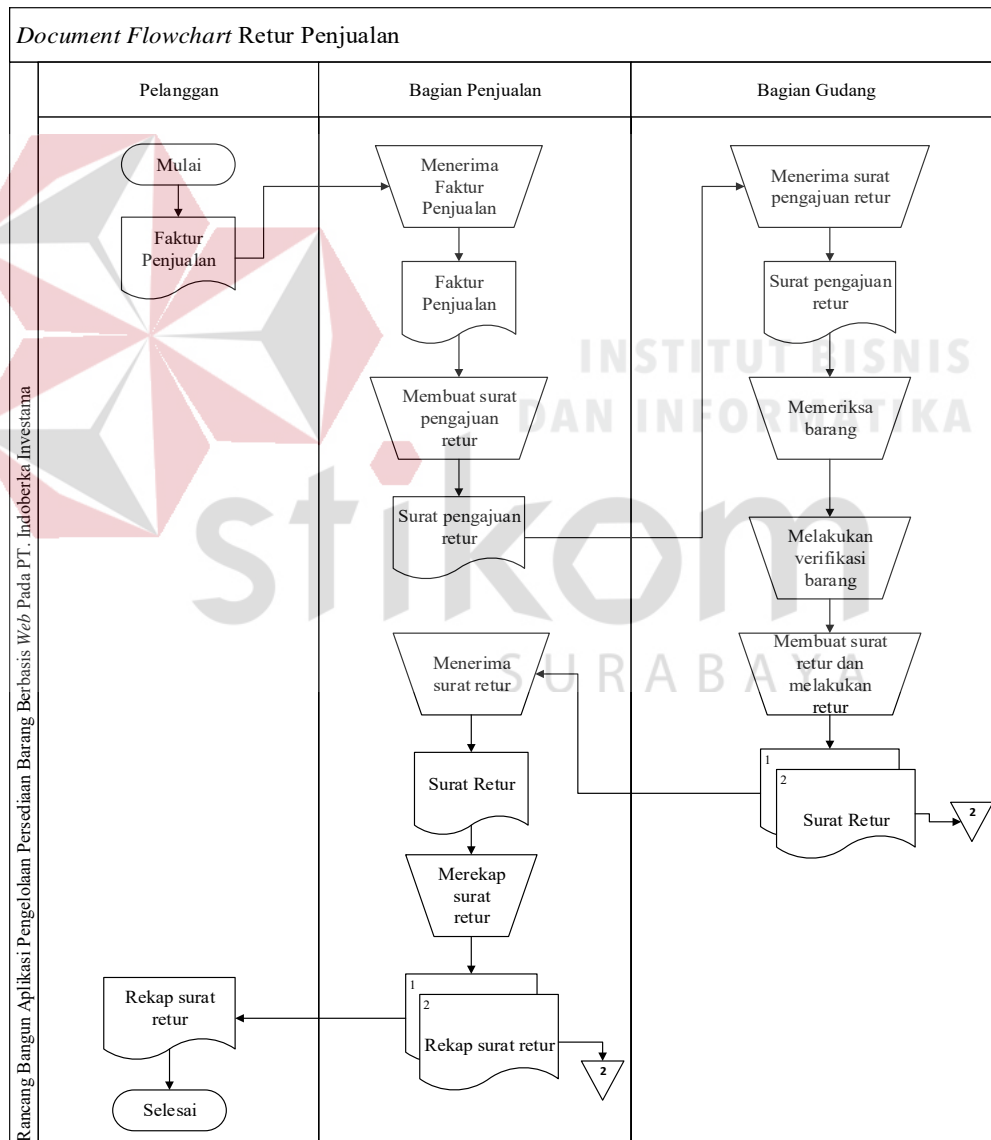 Document Flowchart Retur Penjualan
Rancang Bangun Aplikasi Pengelolaan Persediaan Barang Berbasis Web Pada PT. Indoberka Investama
Pelanggan
Bagian Penjualan
Bagian Gudang
Mulai
Faktur
Penjualan
Menerima
Faktur
Penjualan
Faktur
Penjualan
Membuat surat
pengajuan
retur
Surat pengajuan
retur
Menerima surat
pengajuan retur
Surat pengajuan
retur
Memeriksa
barang
Melakukan
verifikasi
barang
Membuat surat
retur dan
melakukan
retur
1
2
Surat Retur
2
Menerima
surat retur
Surat Retur
Merekap
surat
retur
1
2
Rekap surat retur
2
Rekap surat
retur
Selesai
INSTITUT BISNIS
DAN INFORMATIKA
stikom
SURABAYA